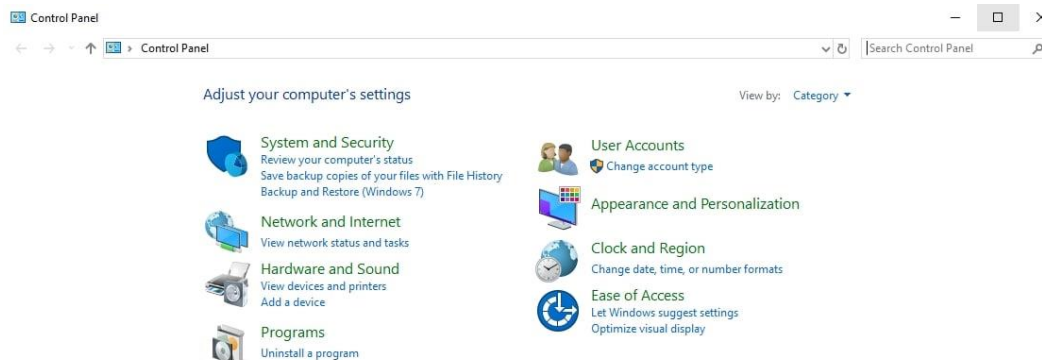 Control Panel
Control Panel
Search Control Panel
Adjust your computer's settings
View by: Category
System and Security
Review your computer's status
Save backup copies of your files with File History
Backup and Restore (Windows 7)
Network and Internet
View network status and tasks
Hardware and Sound
View devices and printers
Add a device
Programs
Uninstall a program
User Accounts
Change account type
Appearance and Personalization
Clock and Region
Change date, time, or number formats
Ease of Access
Let Windows suggest settings
Optimize visual display